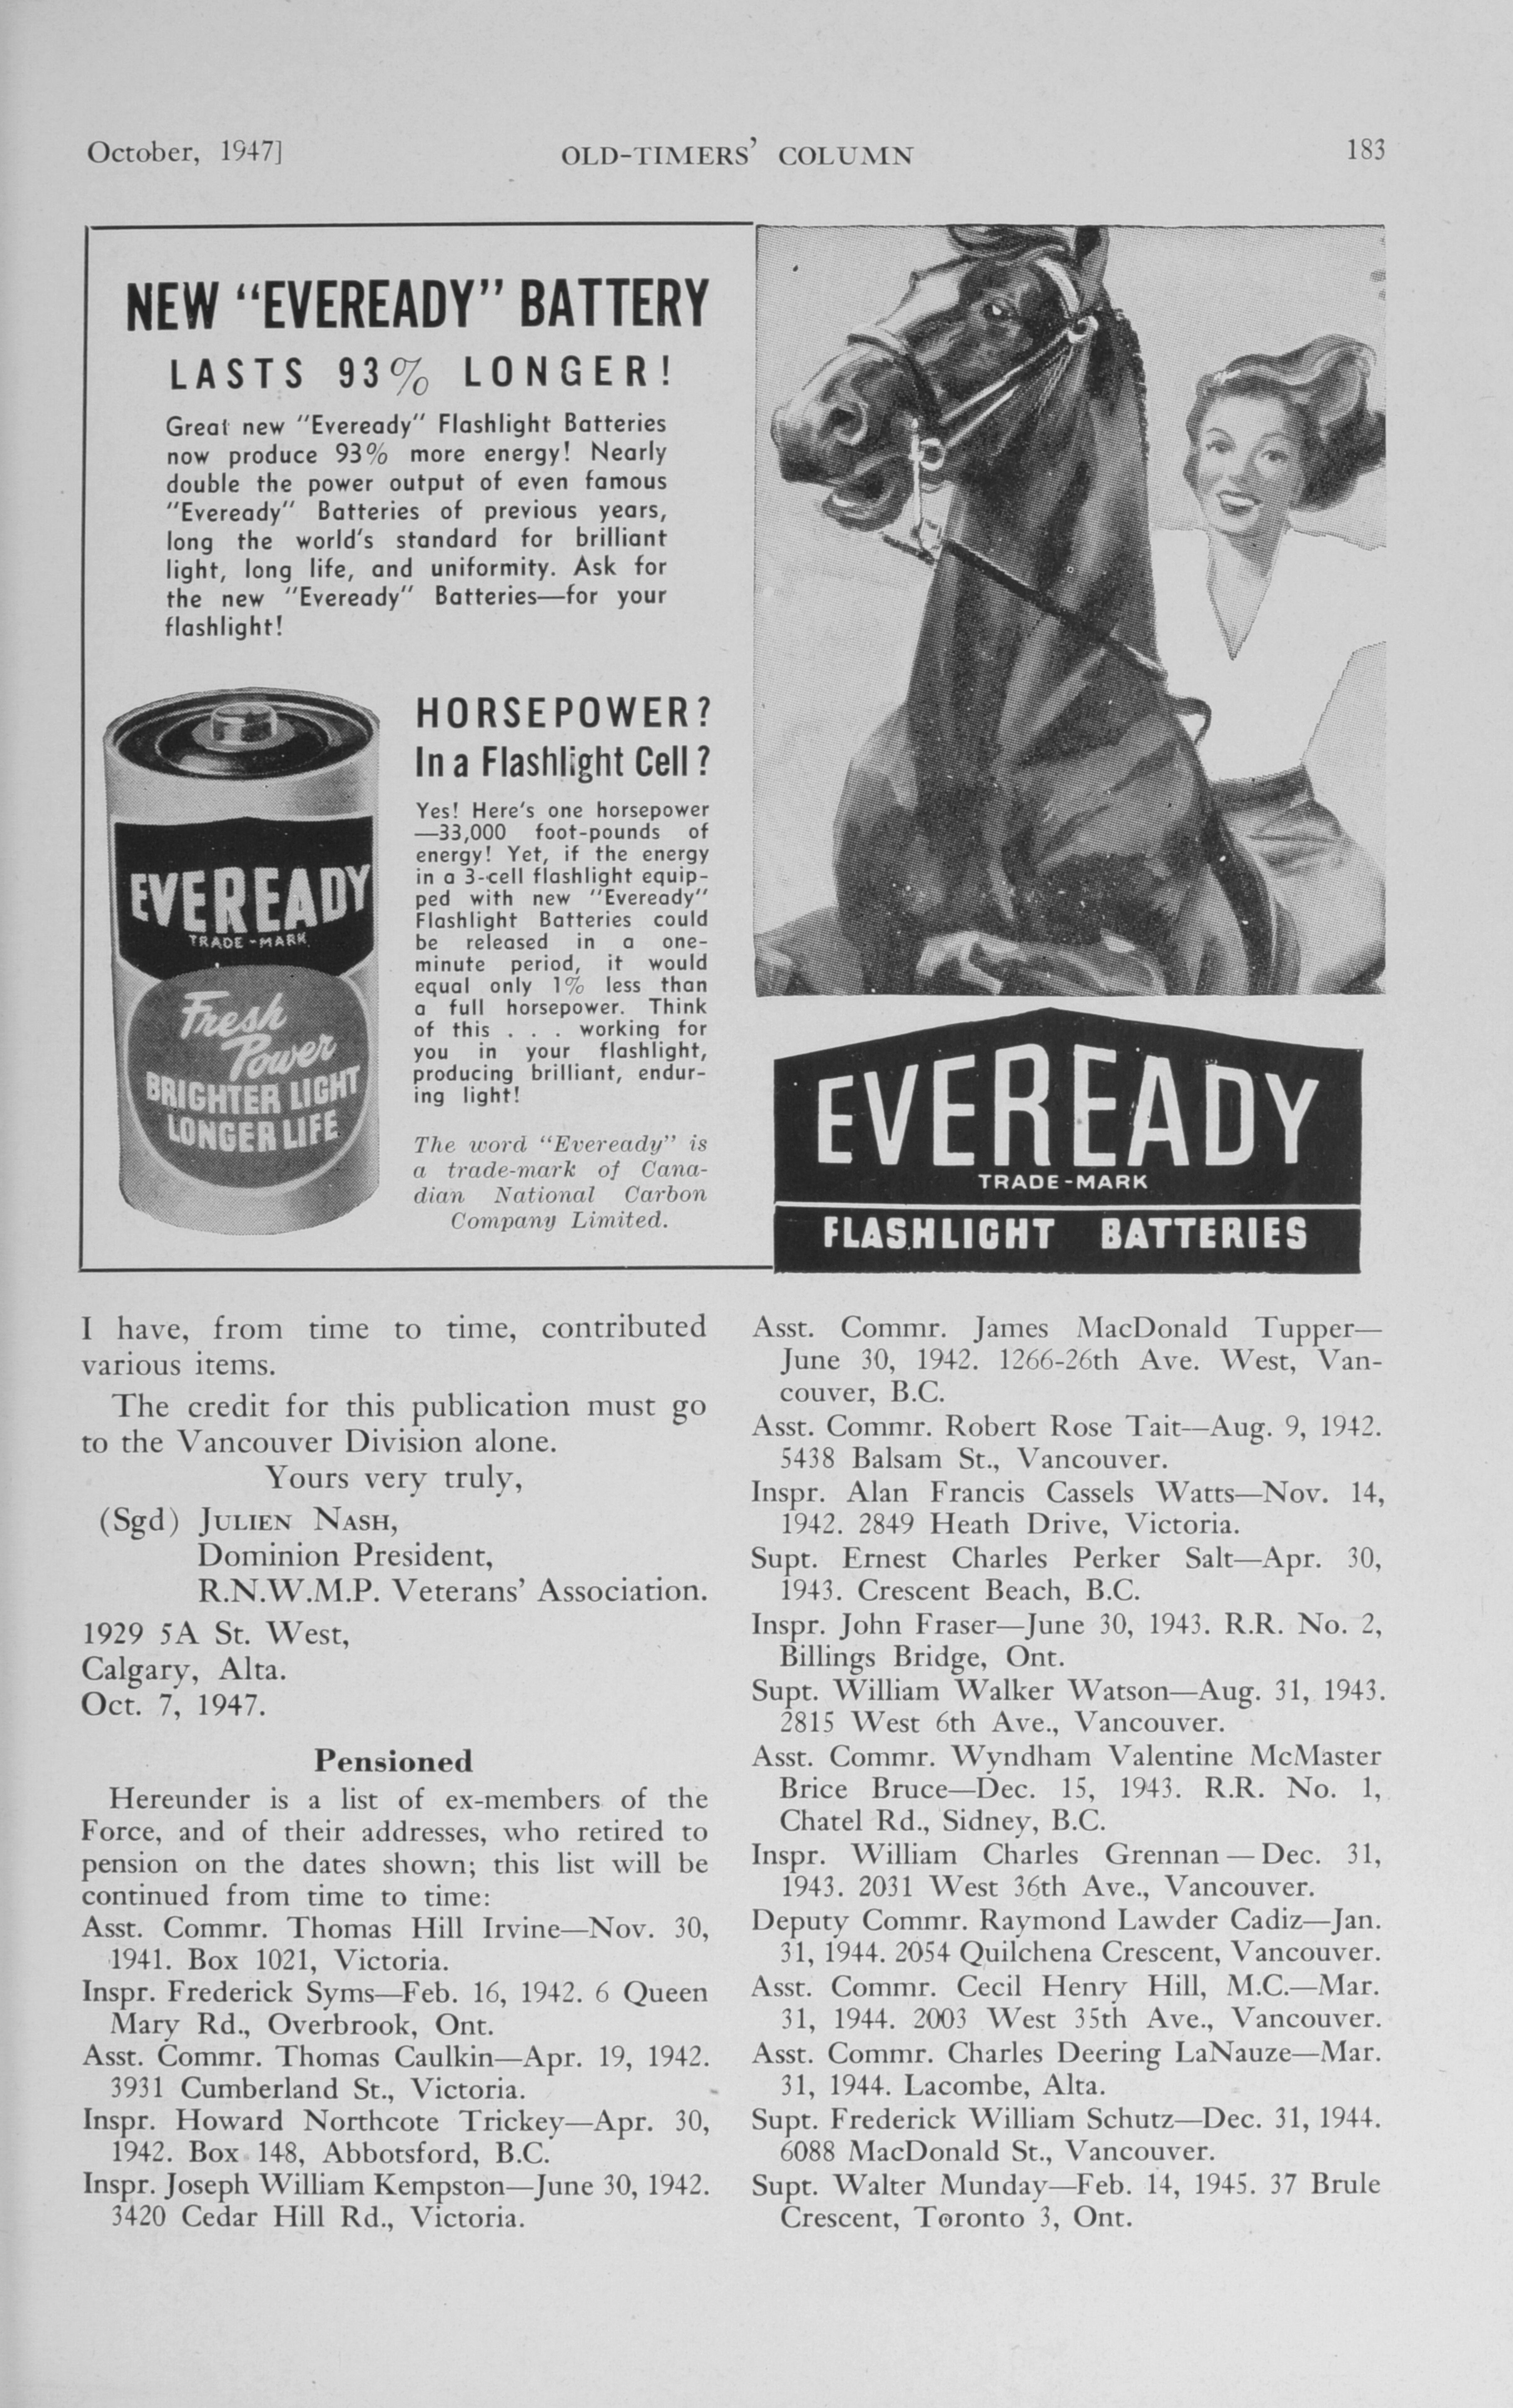 October, 1947]
OLD-TIMERS' COLUMN
183
NEW "EVEREADY" BATTERY
LASTS 93% LONGER!
Great new "Eveready" Flashlight Batteries
now produce 93% more energy! Nearly
double the power output of even famous
"Eveready" Batteries of previous years,
long the world's standard for brilliant
light, long life, and uniformity. Ask for
the new "Eveready" Batteries—for your
flashlight!
EVEREADY
TRADE-MARK
Fresh
Power
BRIGHTER LIGHT
LONGER LIFE
HORSEPOWER?
In a Flashlight Cell?
Yes! Here's one horsepower
—33,000 foot-pounds of
energy! Yet, if the energy
in a 3-cell flashlight equip-
ped with new "Eveready"
Flashlight Batteries could
be released in a one-
minute period, it would
equal only 1% less than
a full horsepower. Think
of this . . . working for
you in your flashlight,
producing brilliant, endur-
ing light!
The word "Eveready" is
a trade-mark of Cana-
dian National Carbon
Company Limited.
EVEREADY
TRADE-MARK
FLASHLIGHT BATTERIES
I have, from time to time, contributed
various items.
The credit for this publication must go
to the Vancouver Division alone.
Yours very truly,
(Sgd) JULIEN NASH,
Dominion President,
R.N.W.M.P. Veterans' Association.
1929 5A St. West,
Calgary, Alta.
Oct. 7, 1947.
Pensioned
Hereunder is a list of ex-members of the
Force, and of their addresses, who retired to
pension on the dates shown; this list will be
continued from time to time:
Asst. Commr. Thomas Hill Irvine—Nov. 30,
1941. Box 1021, Victoria.
Inspr. Frederick Syms—Feb. 16, 1942. 6 Queen
Mary Rd., Overbrook, Ont.
Asst. Commr. Thomas Caulkin—Apr. 19, 1942.
3931 Cumberland St., Victoria.
Inspr. Howard Northcote Trickey—Apr. 30,
1942. Box 148, Abbotsford, B.C.
Inspr. Joseph William Kempston—June 30, 1942.
3420 Cedar Hill Rd., Victoria.
Asst. Commr. James MacDonald Tupper—
June 30, 1942. 1266-26th Ave. West, Van-
couver, B.C.
Asst. Commr. Robert Rose Tait—Aug. 9, 1942.
5438 Balsam St., Vancouver.
Inspr. Alan Francis Cassels Watts—Nov. 14,
1942. 2849 Heath Drive, Victoria.
Supt. Ernest Charles Perker Salt—Apr. 30,
1943. Crescent Beach, B.C.
Inspr. John Fraser—June 30, 1943. R.R. No. 2,
Billings Bridge, Ont.
Supt. William Walker Watson—Aug. 31, 1943.
2815 West 6th Ave., Vancouver.
Asst. Commr. Wyndham Valentine McMaster
Brice Bruce—Dec. 15, 1943. R.R. No. 1,
Chatel Rd., Sidney, B.C.
Inspr. William Charles Grennan—Dec. 31,
1943. 2031 West 36th Ave., Vancouver.
Deputy Commr. Raymond Lawder Cadiz—Jan.
31, 1944. 2054 Quilchena Crescent, Vancouver.
Asst. Commr. Cecil Henry Hill, M.C.—Mar.
31, 1944. 2003 West 35th Ave., Vancouver.
Asst. Commr. Charles Deering LaNauze—Mar.
31, 1944. Lacombe, Alta.
Supt. Frederick William Schutz—Dec. 31, 1944.
6088 MacDonald St., Vancouver.
Supt. Walter Munday—Feb. 14, 1945. 37 Brule
Crescent, Toronto 3, Ont.